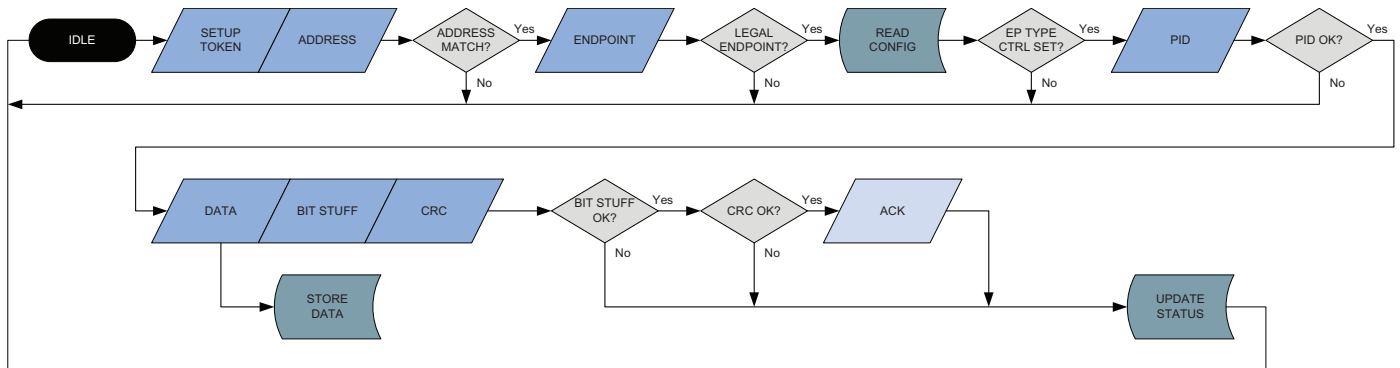 IDLE
SETUP
TOKEN
ADDRESS
ADDRESS
MATCH?
Yes
No
ENDPOINT
LEGAL
ENDPOINT?
Yes
No
READ
CONFIG
EP TYPE
CTRL SET?
Yes
No
PID
PID OK?
Yes
No
DATA
BIT STUFF
CRC
BIT STUFF
OK?
Yes
No
CRC OK?
Yes
No
ACK
STORE
DATA
UPDATE
STATUS